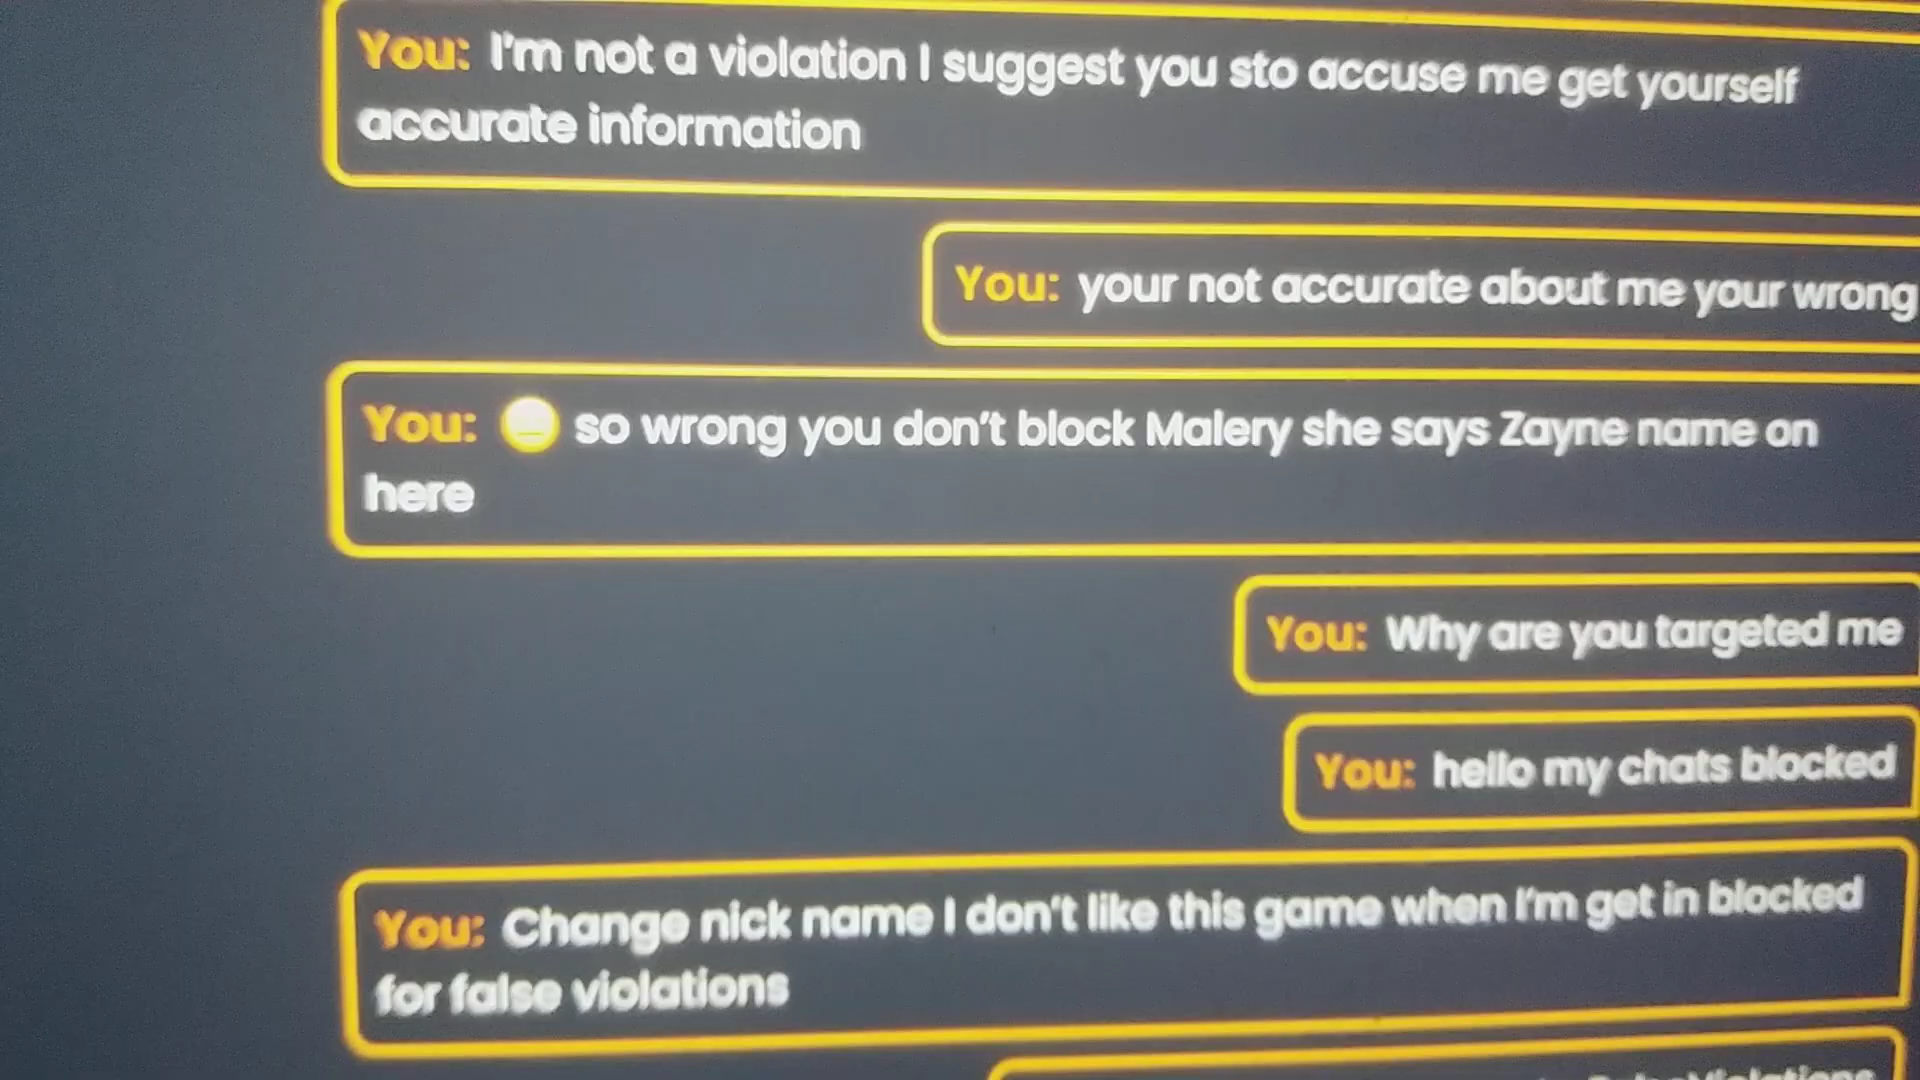 You: I'm not a violation I suggest you sto accuse me get yourself
accurate information
You: your not accurate about me your wrong
You: 😐 so wrong you don't block Malery she says Zayne name on
here
You: Why are you targeted me
You: hello my chats blocked
You: Change nick name I don't like this game when I'm get in blocked
for false violations